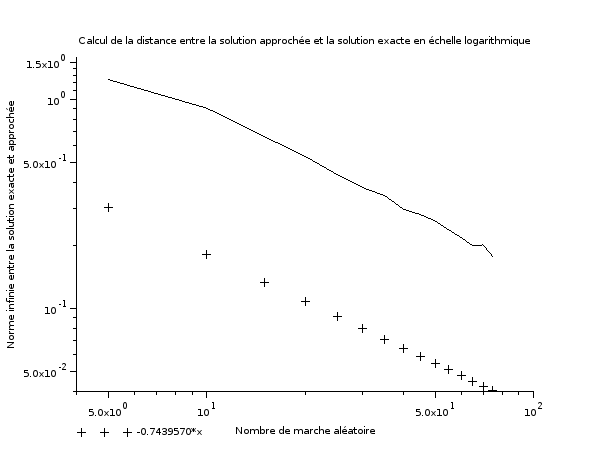 Calcul de la distance entre la solution approchée et la solution exacte en échelle logarithmique
Norme infinie entre la solution exacte et approchée
1.5x10^0
10^0
5.0x10^-1
10^-1
5.0x10^-2
5.0x10^0
10^1
5.0x10^1
10^2
Nombre de marche aléatoire
-0.7439570*x